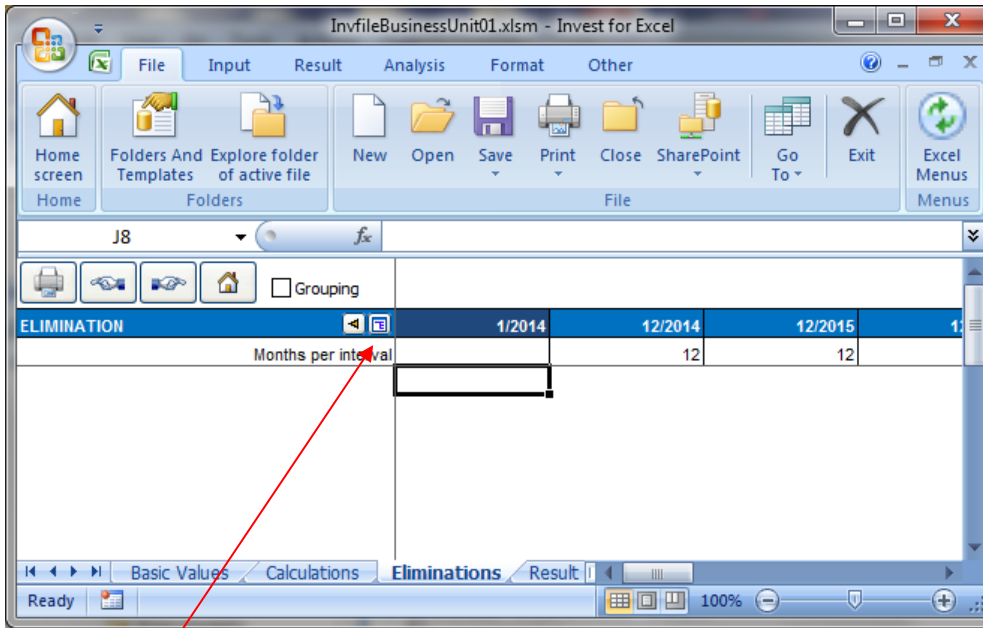 InvfileBusinessUnit01.xlsm - Invest for Excel
File Input Result Analysis Format Other
Home screen Folders And Templates Explore folder of active file New Open Save Print Close SharePoint Go To Exit Excel Menus
Home Folders File Menus
J8 fx
Grouping
ELIMINATION 1/2014 12/2014 12/2015
Months per interval 12 12
Basic Values Calculations Eliminations Result
Ready 100%